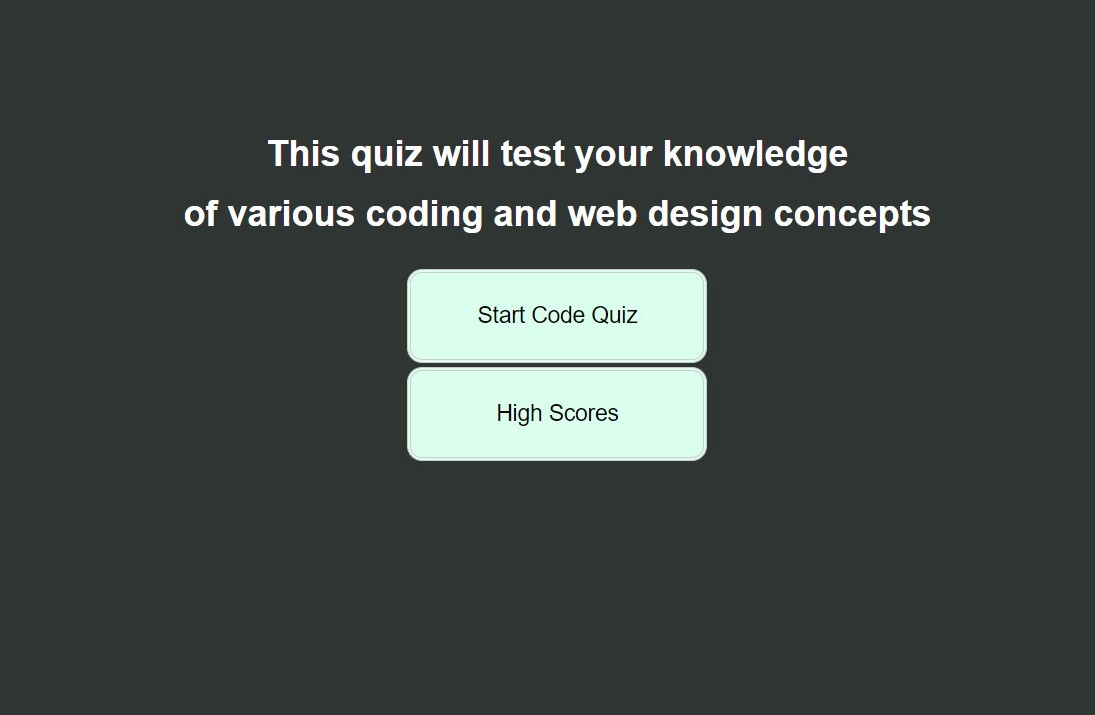 This quiz will test your knowledge
of various coding and web design concepts
Start Code Quiz
High Scores